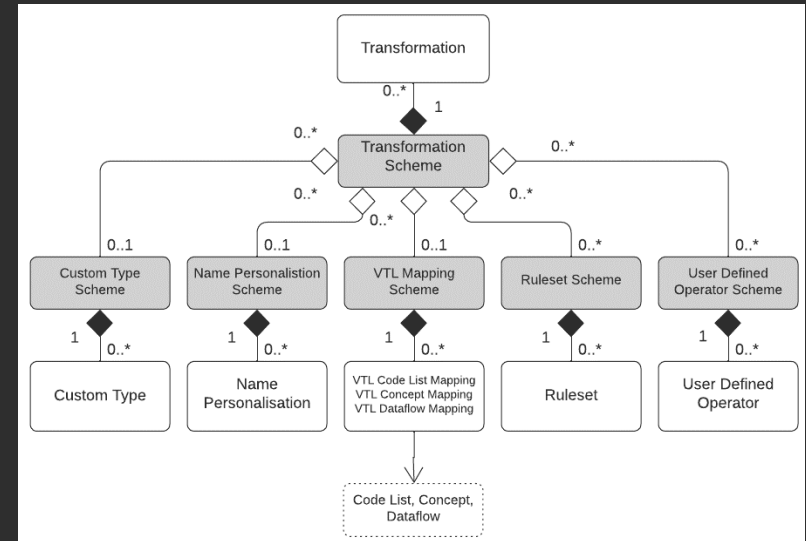 Transformation
0..*
1
0..*
Transformation
Scheme
0..*
0..*
0..*
0..*
0..1
0..1
0..1
0..*
0..*
Custom Type
Scheme
Name Personalistion
Scheme
VTL Mapping
Scheme
Ruleset Scheme
User Defined
Operator Scheme
1
0..*
1
0..*
1
0..*
1
0..*
1
0..*
Custom Type
Name
Personalisation
VTL Code List Mapping
VTL Concept Mapping
VTL Dataflow Mapping
Ruleset
User Defined
Operator
Code List, Concept,
Dataflow